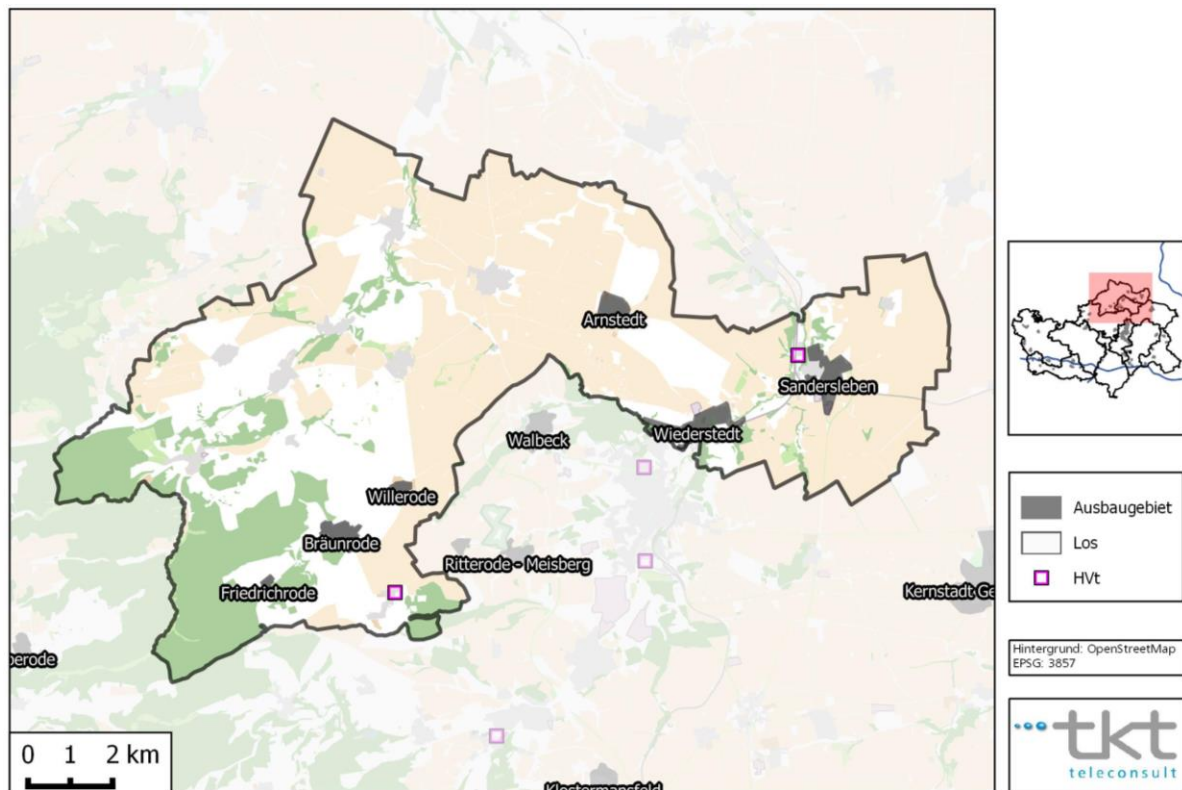 Arnstedt
Sandersleben
Wiederstedt
Walbeck
Willerode
Bräunrode
Ritterode - Meisberg
Friedrichrode
Kernstadt Ge
erode
Klostermansfeld
0 1 2 km
Ausbaugebiet
Los
HVt
Hintergrund: OpenStreetMap
EPSG: 3857
tkt
teleconsult